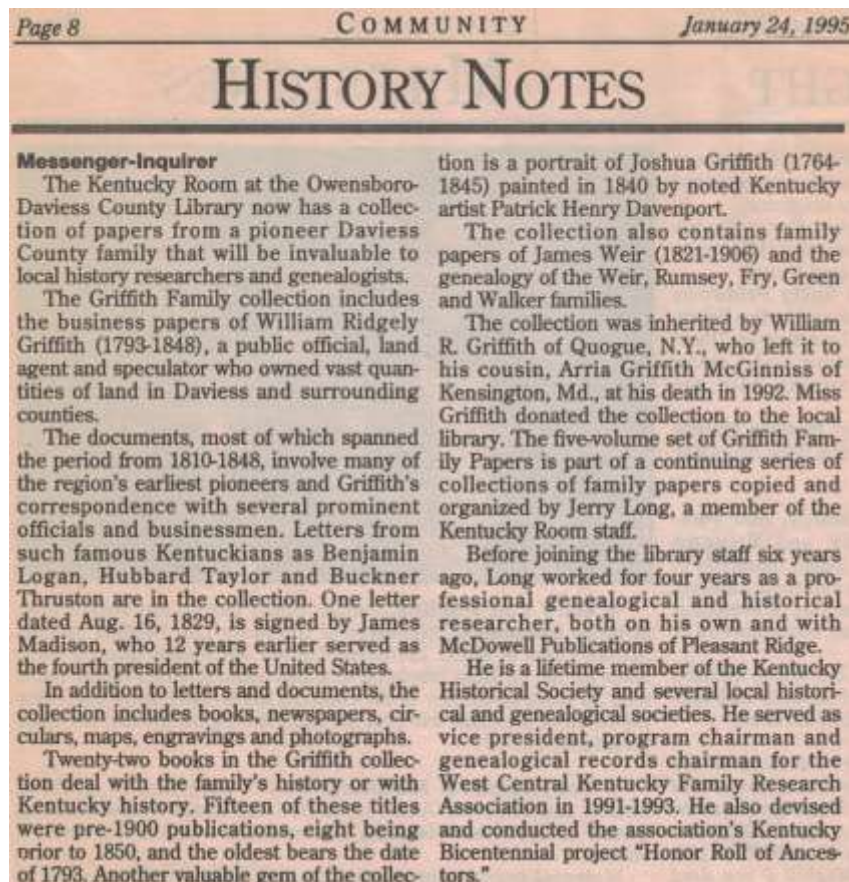 Page 8
COMMUNITY
January 24, 1995
HISTORY NOTES
Messenger-Inquirer
The Kentucky Room at the Owensboro-
Daviess County Library now has a collec-
tion of papers from a pioneer Daviess
County family that will be invaluable to
local history researchers and genealogists.
The Griffith Family collection includes
the business papers of William Ridgely
Griffith (1793-1848), a public official, land
agent and speculator who owned vast quan-
tities of land in Daviess and surrounding
counties.
The documents, most of which spanned
the period from 1810-1848, involve many of
the region's earliest pioneers and Griffith's
correspondence with several prominent
officials and businessmen. Letters from
such famous Kentuckians as Benjamin
Logan, Hubbard Taylor and Buckner
Thruston are in the collection. One letter
dated Aug. 16, 1829, is signed by James
Madison, who 12 years earlier served as
the fourth president of the United States.
In addition to letters and documents, the
collection includes books, newspapers, cir-
culars, maps, engravings and photographs.
Twenty-two books in the Griffith collec-
tion deal with the family's history or with
Kentucky history. Fifteen of these titles
were pre-1900 publications, eight being
prior to 1850, and the oldest bears the date
of 1793. Another valuable gem of the collec-
tion is a portrait of Joshua Griffith (1764-
1845) painted in 1840 by noted Kentucky
artist Patrick Henry Davenport.
The collection also contains family
papers of James Weir (1821-1906) and the
genealogy of the Weir, Rumsey, Fry, Green
and Walker families.
The collection was inherited by William
R. Griffith of Quogue, N.Y., who left it to
his cousin, Arria Griffith McGinniss of
Kensington, Md., at his death in 1992. Miss
Griffith donated the collection to the local
library. The five-volume set of Griffith Fam-
ily Papers is part of a continuing series of
collections of family papers copied and
organized by Jerry Long, a member of the
Kentucky Room staff.
Before joining the library staff six years
ago, Long worked for four years as a pro-
fessional genealogical and historical
researcher, both on his own and with
McDowell Publications of Pleasant Ridge.
He is a lifetime member of the Kentucky
Historical Society and several local histori-
cal and genealogical societies. He served as
vice president, program chairman and
genealogical records chairman for the
West Central Kentucky Family Research
Association in 1991-1993. He also devised
and conducted the association's Kentucky
Bicentennial project "Honor Roll of Ances-
tors."